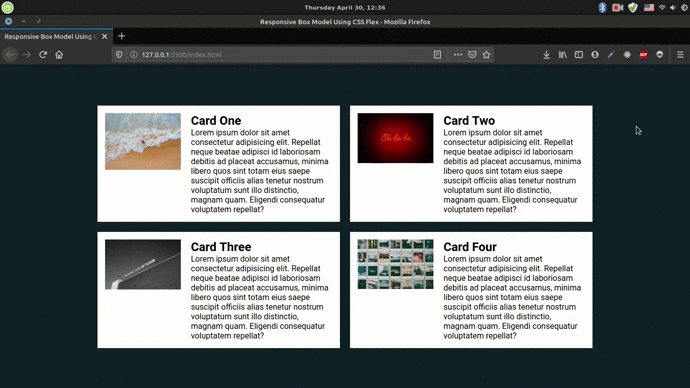 Thursday April 30, 12:36
Responsive Box Model Using CSS Flex - Mozilla Firefox
Responsive Box Model Using C
127.0.0.1:5500/index.html
Card One
Lorem ipsum dolor sit amet
consectetur adipisicing elit. Repellat
neque beatae adipisci id laboriosam
debitis ad placeat accusamus, minima
libero quos sint totam eius saepe
suscipit officiis alias tenetur nostrum
voluptatum sunt illo distinctio,
magnam quam. Eligendi consequatur
voluptatem repellat?
Card Two
Lorem ipsum dolor sit amet
consectetur adipisicing elit. Repellat
neque beatae adipisci id laboriosam
debitis ad placeat accusamus, minima
libero quos sint totam eius saepe
suscipit officiis alias tenetur nostrum
voluptatum sunt illo distinctio,
magnam quam. Eligendi consequatur
voluptatem repellat?
Card Three
Lorem ipsum dolor sit amet
consectetur adipisicing elit. Repellat
neque beatae adipisci id laboriosam
debitis ad placeat accusamus, minima
libero quos sint totam eius saepe
suscipit officiis alias tenetur nostrum
voluptatum sunt illo distinctio,
magnam quam. Eligendi consequatur
voluptatem repellat?
Card Four
Lorem ipsum dolor sit amet
consectetur adipisicing elit. Repellat
neque beatae adipisci id laboriosam
debitis ad placeat accusamus, minima
libero quos sint totam eius saepe
suscipit officiis alias tenetur nostrum
voluptatum sunt illo distinctio,
magnam quam. Eligendi consequatur
voluptatem repellat?